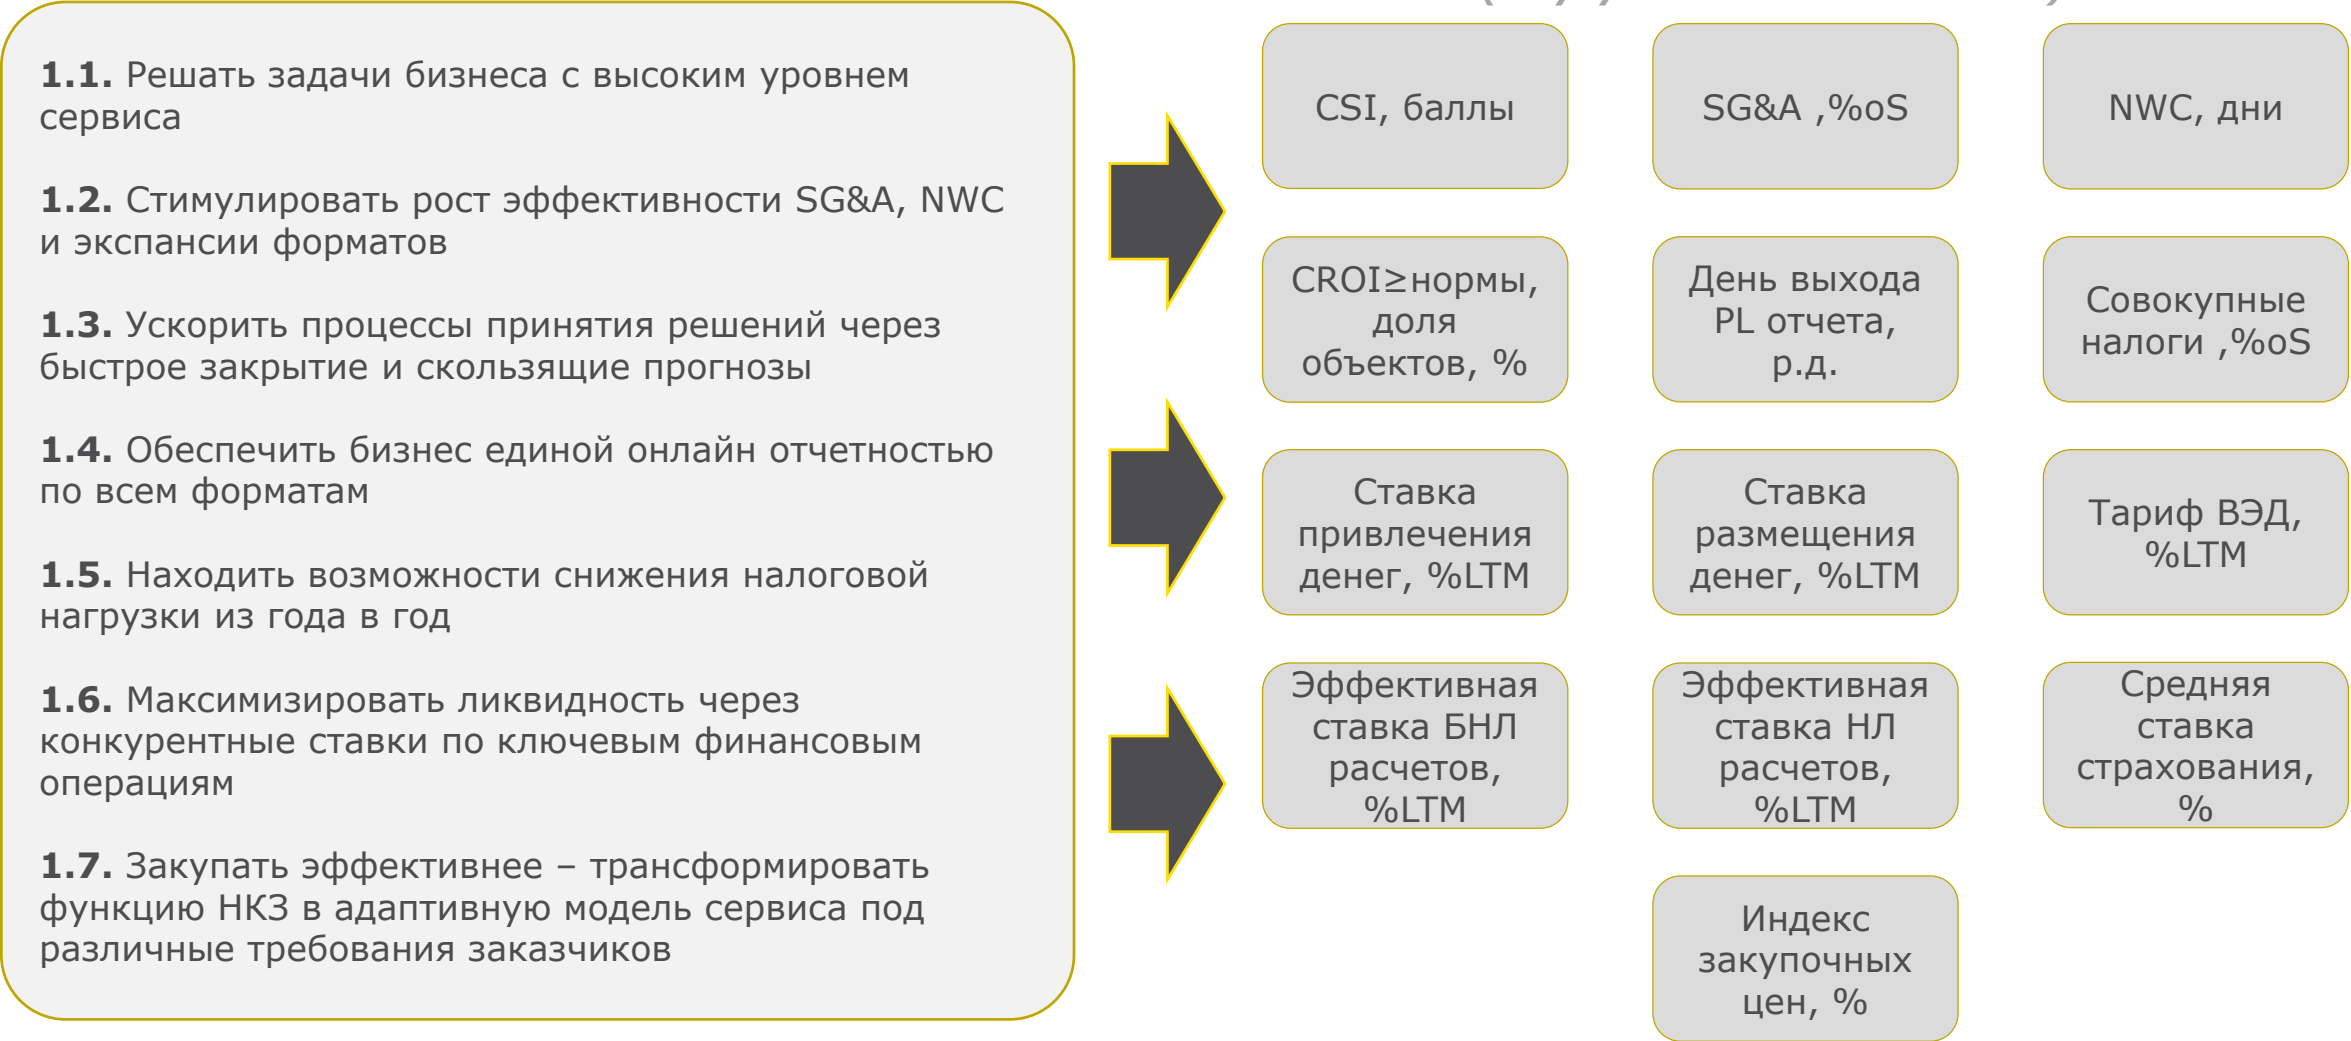 1.1. Решать задачи бизнеса с высоким уровнем
сервиса
1.2. Стимулировать рост эффективности SG&A, NWC
и экспансии форматов
1.3. Ускорить процессы принятия решений через
быстрое закрытие и скользящие прогнозы
1.4. Обеспечить бизнес единой онлайн отчетностью
по всем форматам
1.5. Находить возможности снижения налоговой
нагрузки из года в год
1.6. Максимизировать ликвидность через
конкурентные ставки по ключевым финансовым
операциям
1.7. Закупать эффективнее – трансформировать
функцию НКЗ в адаптивную модель сервиса под
различные требования заказчиков
CSI, баллы
SG&A ,%oS
NWC, дни
CROI≥нормы,
доля
объектов, %
День выхода
PL отчета,
р.д.
Совокупные
налоги ,%oS
Ставка
привлечения
денег, %LTM
Ставка
размещения
денег, %LTM
Тариф ВЭД,
%LTM
Эффективная
ставка БНЛ
расчетов,
%LTM
Эффективная
ставка НЛ
расчетов,
%LTM
Средняя
ставка
страхования,
%
Индекс
закупочных
цен, %